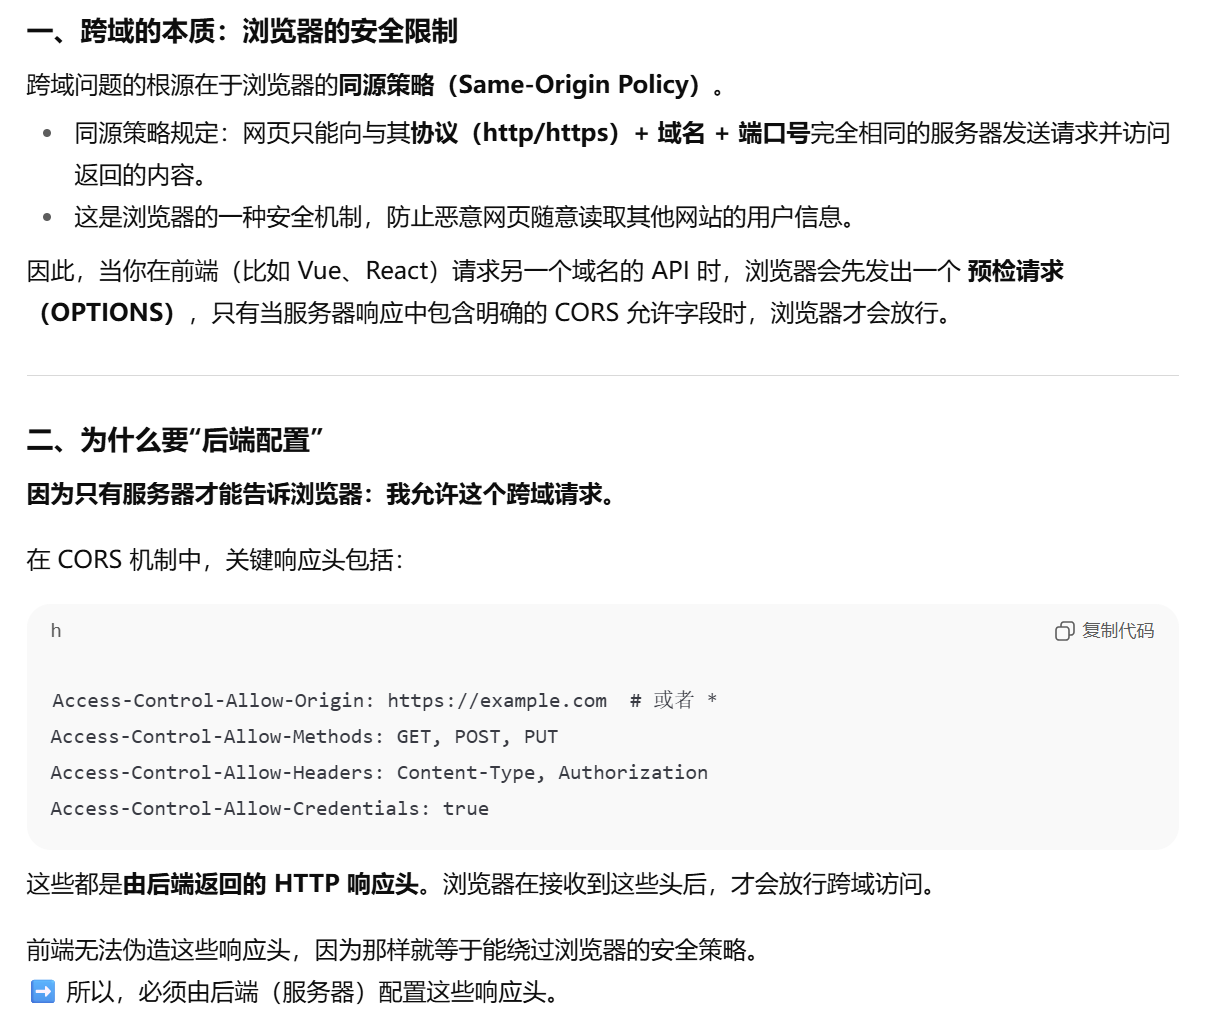 一、跨域的本质：浏览器的安全限制
跨域问题的根源在于浏览器的同源策略（Same-Origin Policy）。
同源策略规定：网页只能向与其协议（http/https）+ 域名 + 端口号完全相同的服务器发送请求并访问
返回的内容。
这是浏览器的一种安全机制，防止恶意网页随意读取其他网站的用户信息。
因此，当你在前端（比如 Vue、React）请求另一个域名的 API 时，浏览器会先发出一个 预检请求
（OPTIONS），只有当服务器响应中包含明确的 CORS 允许字段时，浏览器才会放行。
二、为什么要“后端配置”
因为只有服务器才能告诉浏览器：我允许这个跨域请求。
在 CORS 机制中，关键响应头包括：
h 复制代码
Access-Control-Allow-Origin: https://example.com  # 或者 *
Access-Control-Allow-Methods: GET, POST, PUT
Access-Control-Allow-Headers: Content-Type, Authorization
Access-Control-Allow-Credentials: true
这些都是由后端返回的 HTTP 响应头。浏览器在接收到这些头后，才会放行跨域访问。
前端无法伪造这些响应头，因为那样就等于能绕过浏览器的安全策略。
➡️ 所以，必须由后端（服务器）配置这些响应头。